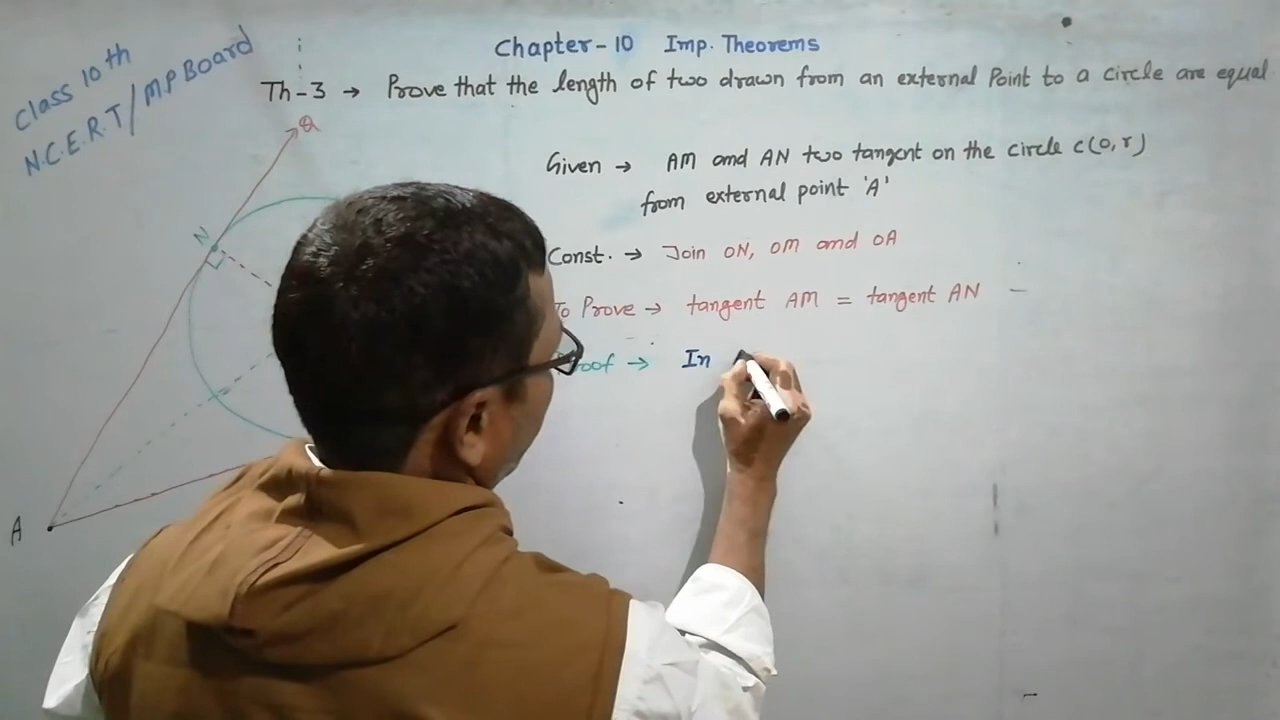 Class 10th
N.C.E.R.T/MP Board
Chapter-10 Imp. Theorems
Th-3 → Prove that the length of two drawn from an external Point to a circle are equal
Given → AM and AN two tangent on the circle C(O,r)
from external point 'A'
Const. → Join ON, OM and OA
To Prove → tangent AM = tangent AN
Proof → In
Q
N
A